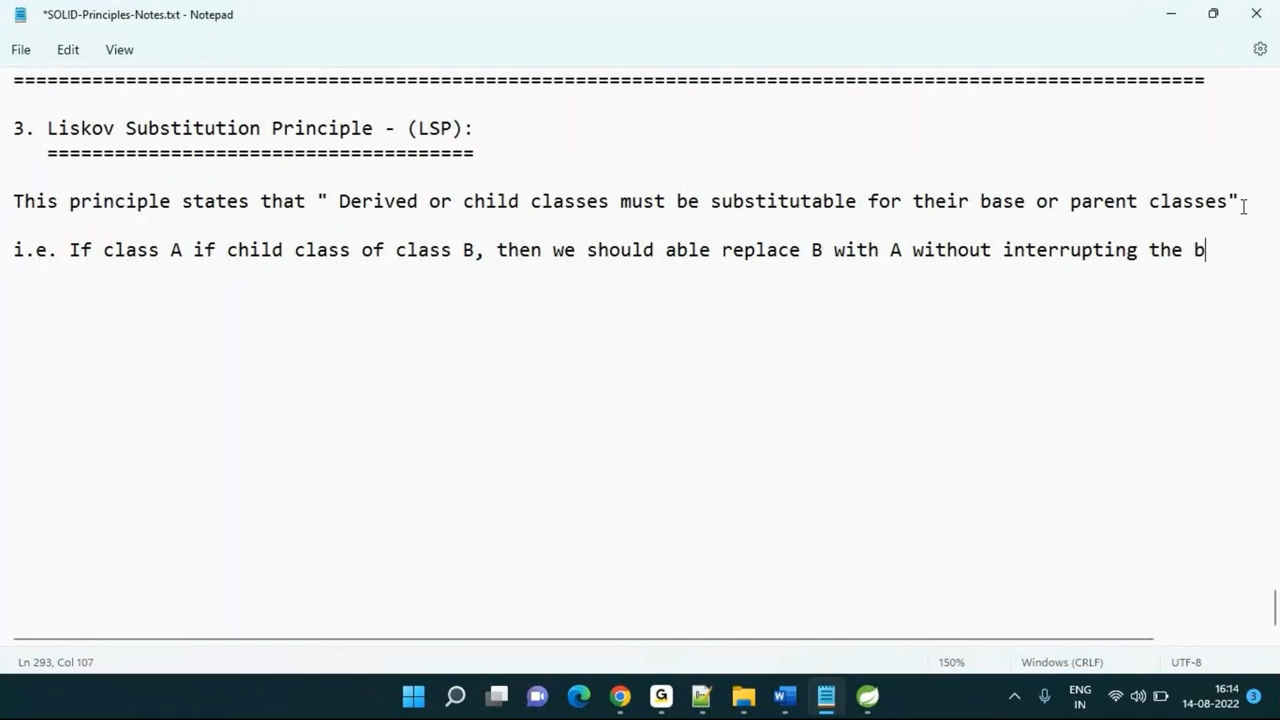 *SOLID-Principles-Notes.txt - Notepad
File Edit View
=========================================================================================================
3. Liskov Substitution Principle - (LSP):
======================================
This principle states that " Derived or child classes must be substitutable for their base or parent classes"
i.e. If class A if child class of class B, then we should able replace B with A without interrupting the b
Ln 293, Col 107 150% Windows (CRLF) UTF-8
ENG
IN
16:14
14-08-2022
3